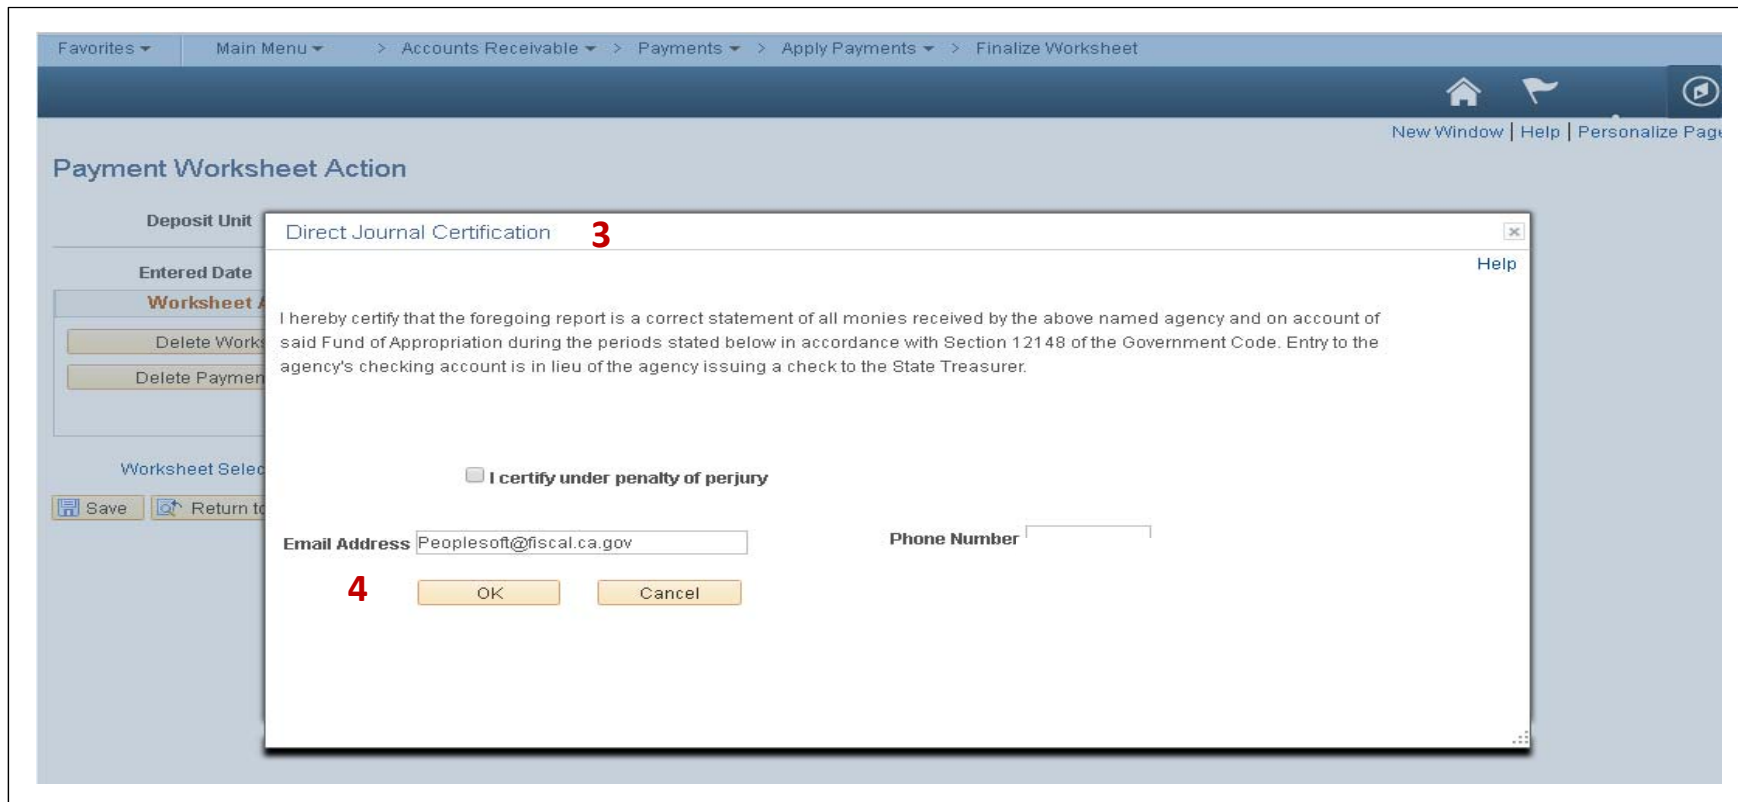 Favorites Main Menu > Accounts Receivable > Payments > Apply Payments > Finalize Worksheet
New Window | Help | Personalize Page
Payment Worksheet Action
Deposit Unit
Direct Journal Certification 3
Help
Entered Date
Worksheet A
I hereby certify that the foregoing report is a correct statement of all monies received by the above named agency and on account of
said Fund of Appropriation during the periods stated below in accordance with Section 12148 of the Government Code. Entry to the
agency's checking account is in lieu of the agency issuing a check to the State Treasurer.
Delete Works
Delete Paymen
Worksheet Selec
I certify under penalty of perjury
Save Return to
Email Address Peoplesoft@fiscal.ca.gov Phone Number
4 OK Cancel